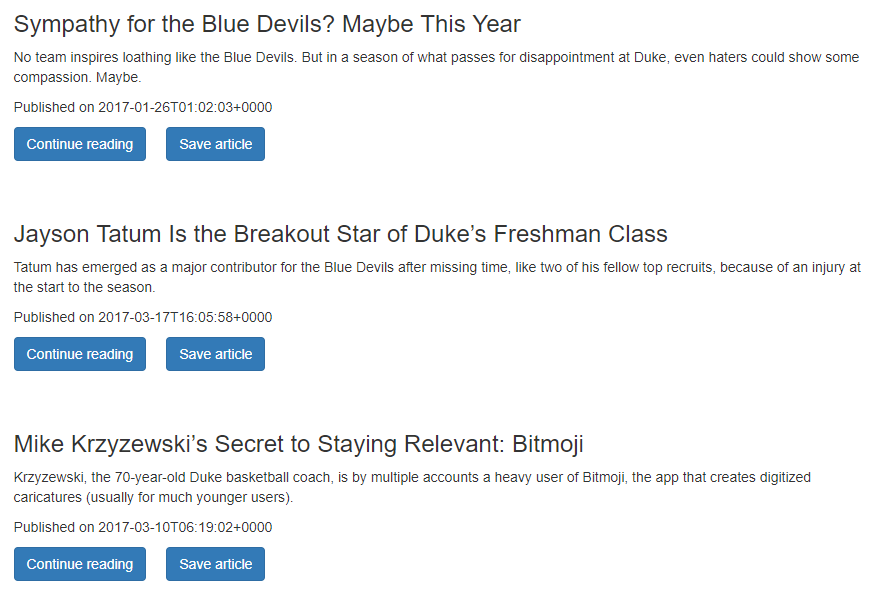 Sympathy for the Blue Devils? Maybe This Year
No team inspires loathing like the Blue Devils. But in a season of what passes for disappointment at Duke, even haters could show some
compassion. Maybe.
Published on 2017-01-26T01:02:03+0000
Continue reading Save article
Jayson Tatum Is the Breakout Star of Duke’s Freshman Class
Tatum has emerged as a major contributor for the Blue Devils after missing time, like two of his fellow top recruits, because of an injury at
the start to the season.
Published on 2017-03-17T16:05:58+0000
Continue reading Save article
Mike Krzyzewski’s Secret to Staying Relevant: Bitmoji
Krzyzewski, the 70-year-old Duke basketball coach, is by multiple accounts a heavy user of Bitmoji, the app that creates digitized
caricatures (usually for much younger users).
Published on 2017-03-10T06:19:02+0000
Continue reading Save article